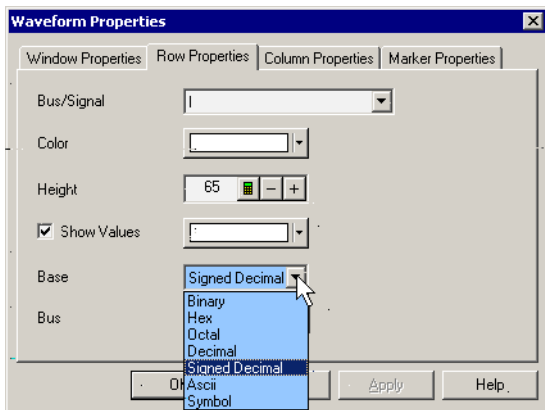 Waveform Properties
Window Properties Row Properties Column Properties Marker Properties
Bus/Signal
Color
Height 65 - +
Show Values
Base Signed Decimal
Binary
Bus Hex
Octal
Decimal
Signed Decimal
Ascii Apply Help
Symbol